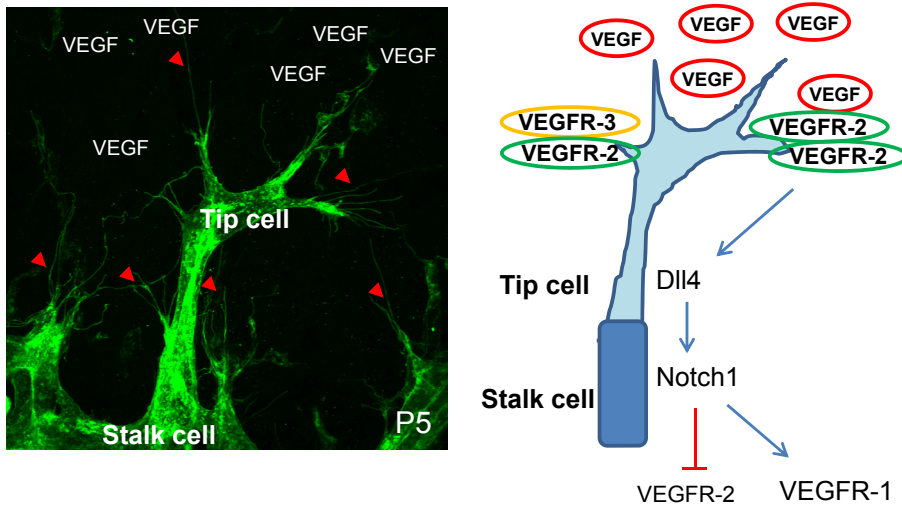 VEGF
VEGF
VEGF
VEGF
VEGF
VEGF
Tip cell
Stalk cell
P5
VEGF
VEGF
VEGF
VEGF
VEGF
VEGFR-3
VEGFR-2
VEGFR-2
VEGFR-2
Tip cell
Dll4
Stalk cell
Notch1
VEGFR-2
VEGFR-1